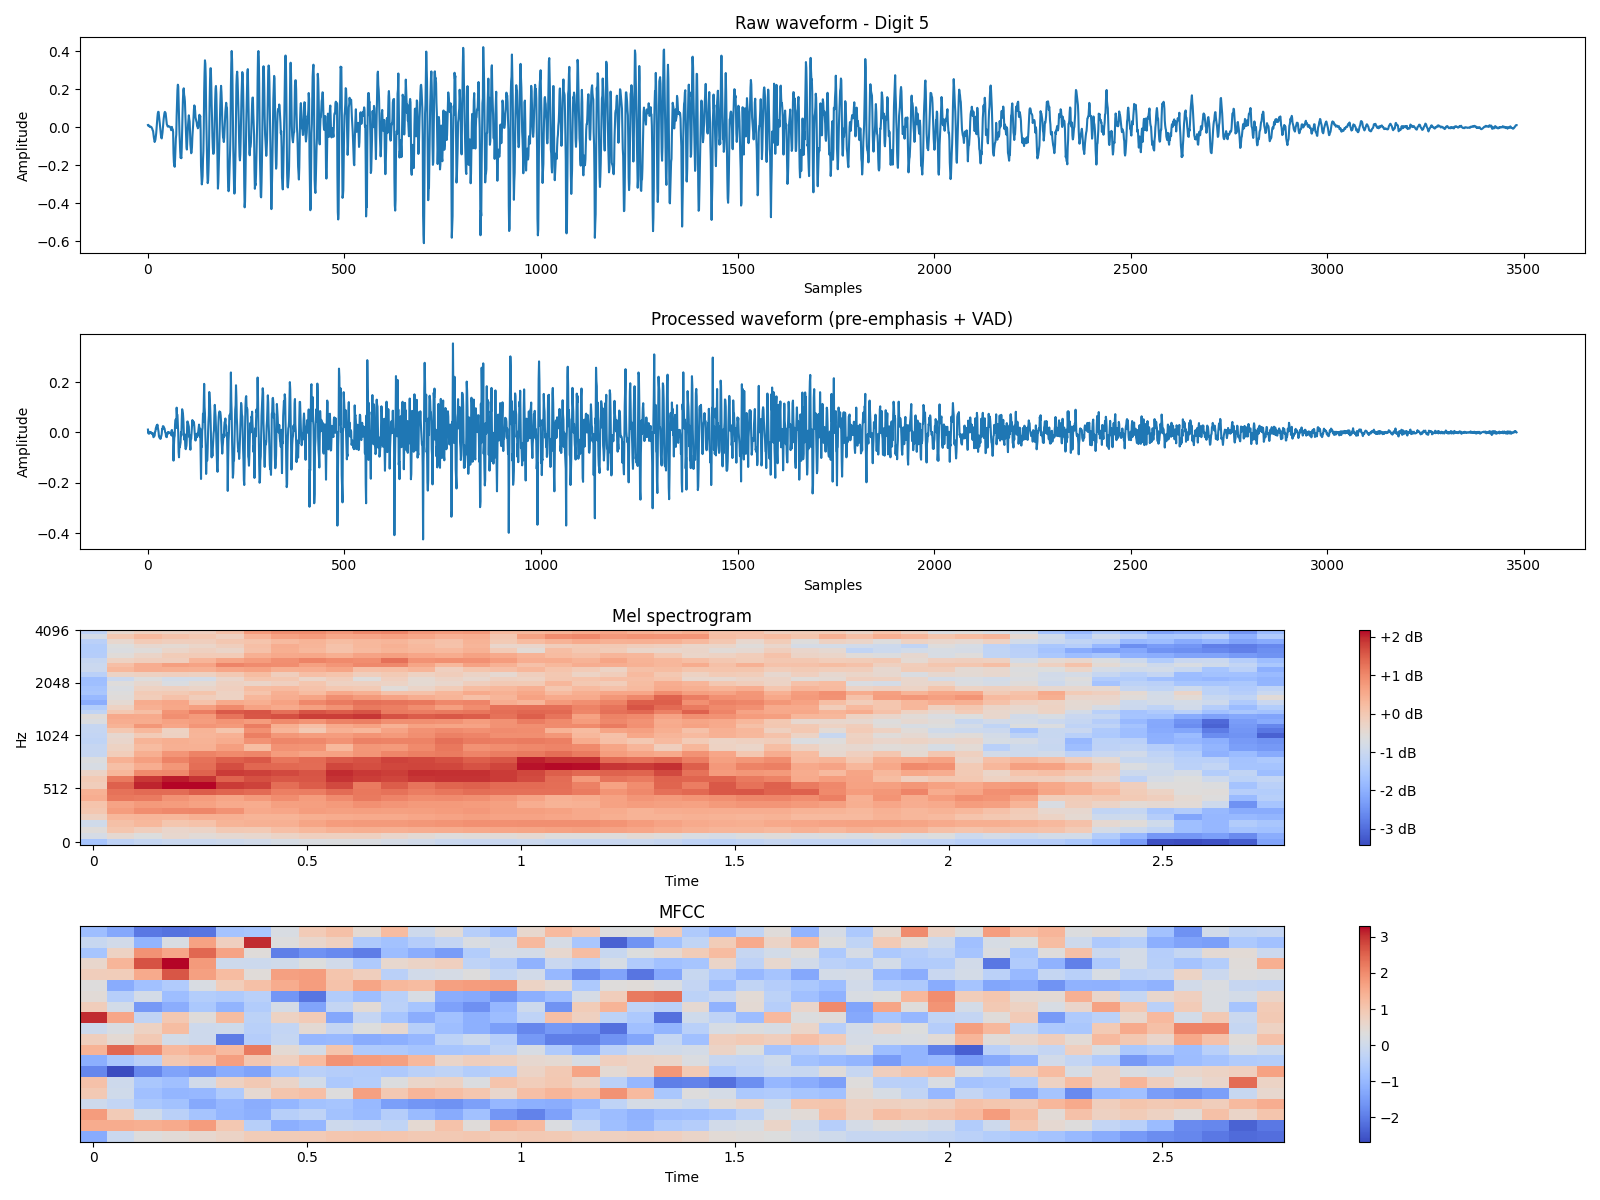 Raw waveform - Digit 5
0.4
0.2
0.0
−0.2
−0.4
−0.6
Amplitude
0 500 1000 1500 2000 2500 3000 3500
Samples
Processed waveform (pre-emphasis + VAD)
0.2
0.0
−0.2
−0.4
Amplitude
0 500 1000 1500 2000 2500 3000 3500
Samples
Mel spectrogram
4096
2048
1024
512
0
Hz
0 0.5 1 1.5 2 2.5
Time
+2 dB
+1 dB
+0 dB
-1 dB
-2 dB
-3 dB
MFCC
0 0.5 1 1.5 2 2.5
Time
3
2
1
0
−1
−2